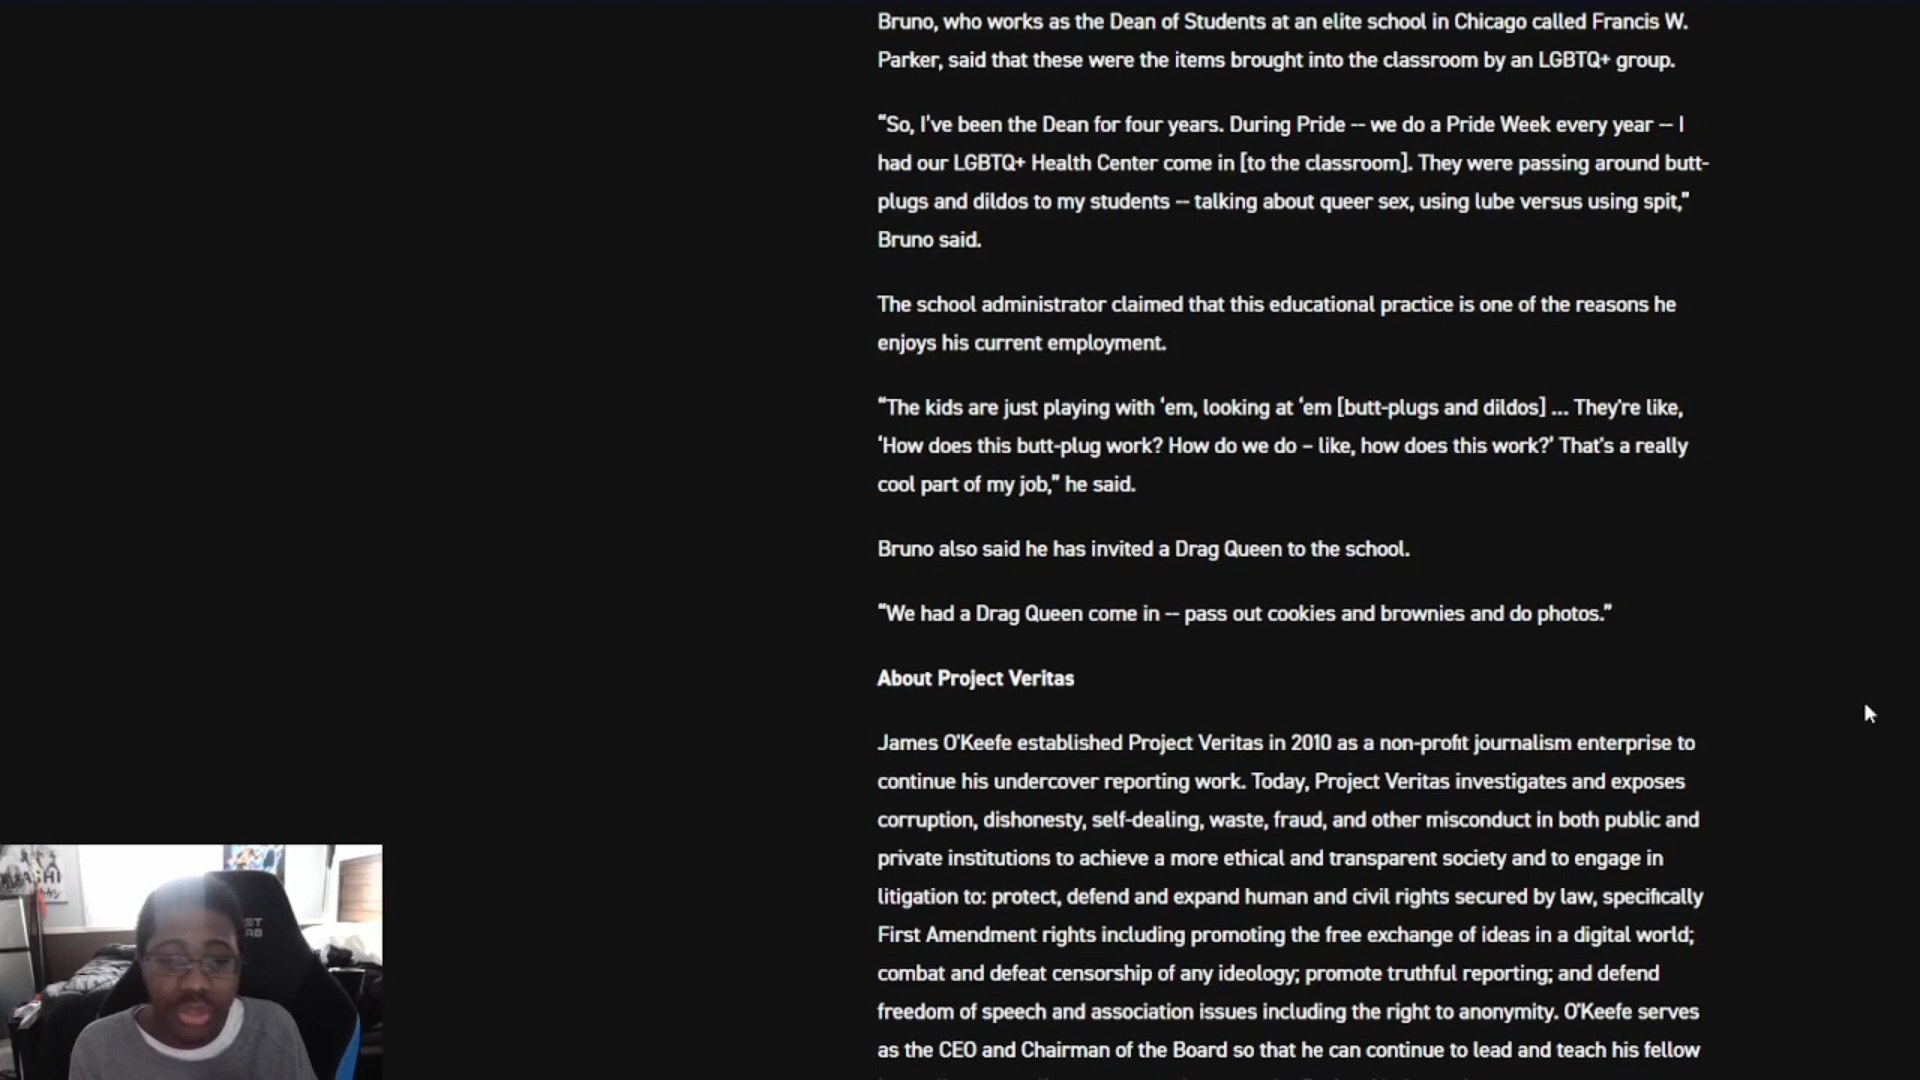 Bruno, who works as the Dean of Students at an elite school in Chicago called Francis W.
Parker, said that these were the items brought into the classroom by an LGBTQ+ group.
“So, I’ve been the Dean for four years. During Pride -- we do a Pride Week every year -- I
had our LGBTQ+ Health Center come in [to the classroom]. They were passing around butt-
plugs and dildos to my students -- talking about queer sex, using lube versus using spit,”
Bruno said.
The school administrator claimed that this educational practice is one of the reasons he
enjoys his current employment.
“The kids are just playing with ‘em, looking at ‘em [butt-plugs and dildos] ... They're like,
‘How does this butt-plug work? How do we do – like, how does this work?’ That's a really
cool part of my job,” he said.
Bruno also said he has invited a Drag Queen to the school.
“We had a Drag Queen come in –- pass out cookies and brownies and do photos.”
About Project Veritas
James O'Keefe established Project Veritas in 2010 as a non-profit journalism enterprise to
continue his undercover reporting work. Today, Project Veritas investigates and exposes
corruption, dishonesty, self-dealing, waste, fraud, and other misconduct in both public and
private institutions to achieve a more ethical and transparent society and to engage in
litigation to: protect, defend and expand human and civil rights secured by law, specifically
First Amendment rights including promoting the free exchange of ideas in a digital world;
combat and defeat censorship of any ideology; promote truthful reporting; and defend
freedom of speech and association issues including the right to anonymity. O'Keefe serves
as the CEO and Chairman of the Board so that he can continue to lead and teach his fellow